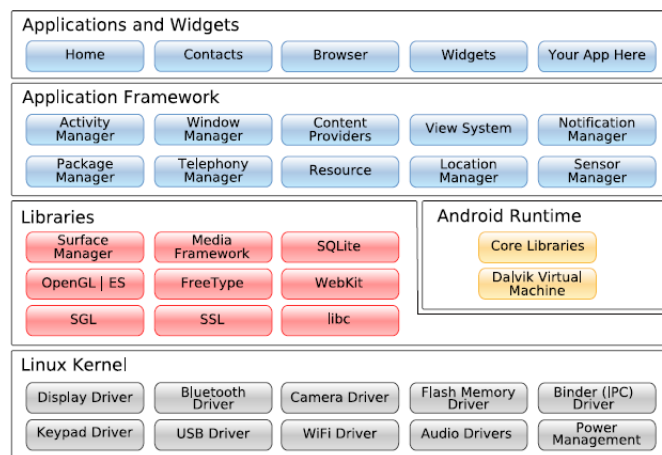 Applications and Widgets
Home
Contacts
Browser
Widgets
Your App Here
Application Framework
Activity
Manager
Window
Manager
Content
Providers
View System
Notification
Manager
Package
Manager
Telephony
Manager
Resource
Location
Manager
Sensor
Manager
Libraries
Surface
Manager
Media
Framework
SQLite
OpenGL | ES
FreeType
WebKit
SGL
SSL
libc
Android Runtime
Core Libraries
Dalvik Virtual
Machine
Linux Kernel
Display Driver
Bluetooth
Driver
Camera Driver
Flash Memory
Driver
Binder (IPC)
Driver
Keypad Driver
USB Driver
WiFi Driver
Audio Drivers
Power
Management